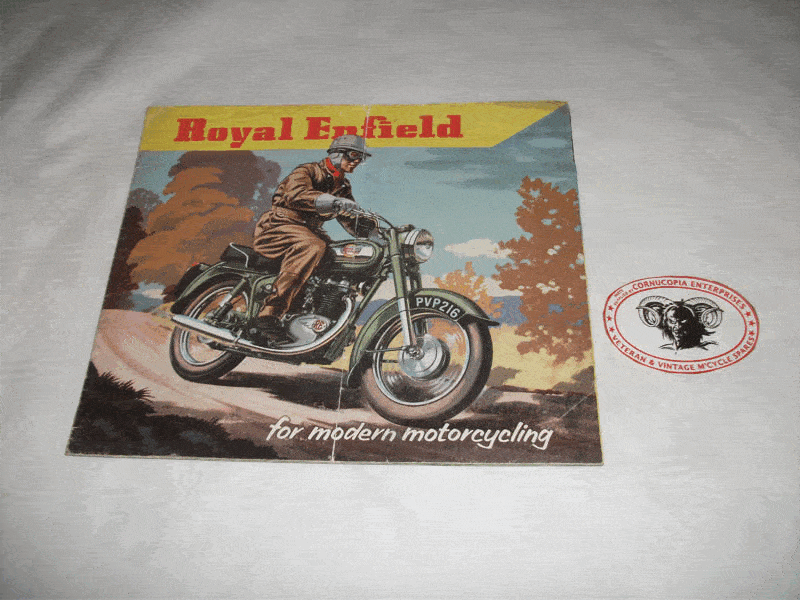 Royal Enfield
PVP216
for modern motorcycling
CORNUCOPIA ENTERPRISES
VETERAN & VINTAGE M'CYCLE SPARES